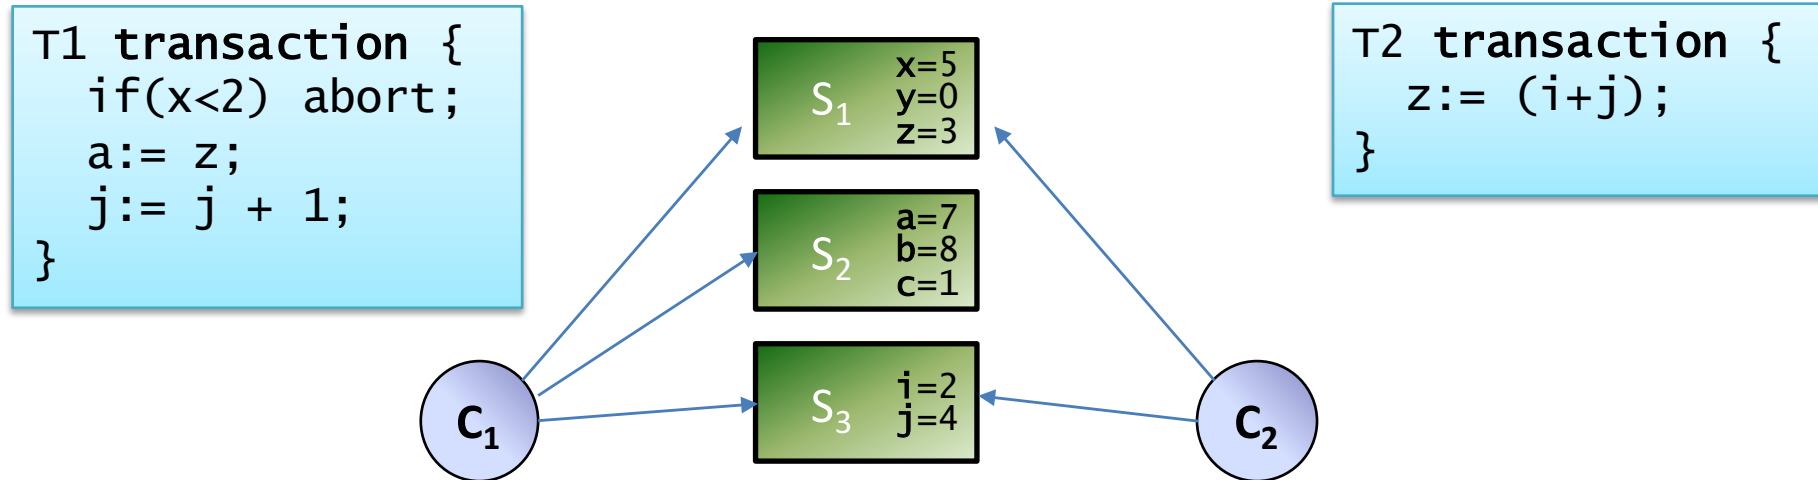 T1 transaction {
if(x<2) abort;
a:= z;
j:= j + 1;
}
S₁
x=5
y=0
z=3
S₂
a=7
b=8
c=1
S₃
i=2
j=4
C₁
C₂
T2 transaction {
z:= (i+j);
}